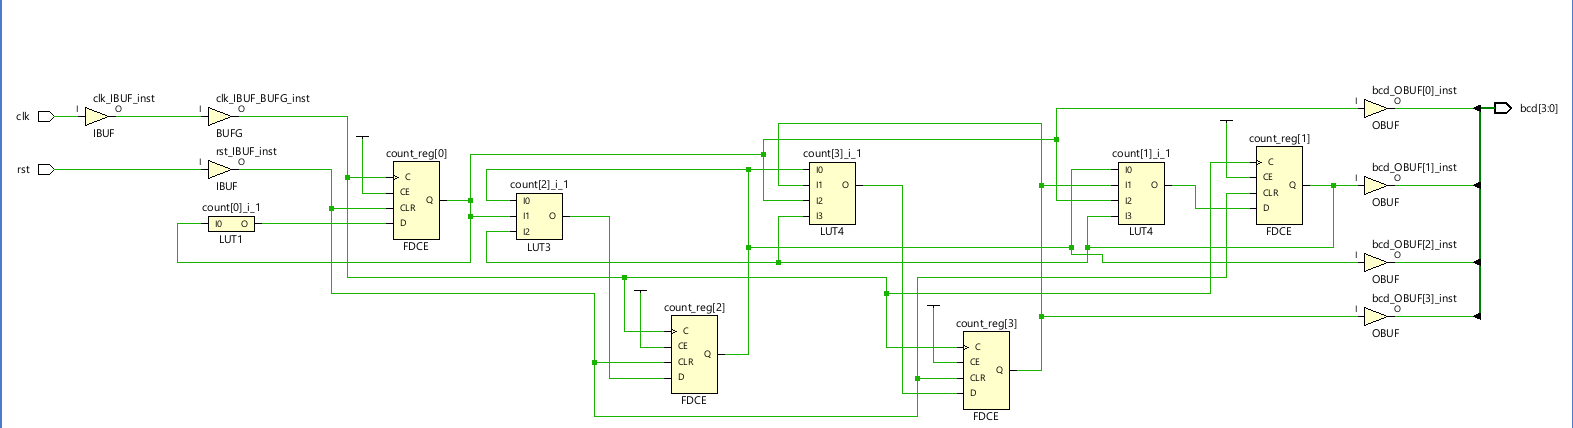 clk
I
clk_IBUF_inst
O
IBUF
I
clk_IBUF_BUFG_inst
O
BUFG
rst
I
rst_IBUF_inst
O
IBUF
count[0]_i_1
I0
O
LUT1
count_reg[0]
C
CE
CLR
D
Q
FDCE
count[2]_i_1
I0
I1
I2
O
LUT3
count_reg[2]
C
CE
CLR
D
Q
FDCE
count[3]_i_1
I0
I1
I2
I3
O
LUT4
count_reg[3]
C
CE
CLR
D
Q
FDCE
count[1]_i_1
I0
I1
I2
I3
O
LUT4
count_reg[1]
C
CE
CLR
D
Q
FDCE
bcd_OBUF[0]_inst
I
O
OBUF
bcd_OBUF[1]_inst
I
O
OBUF
bcd_OBUF[2]_inst
I
O
OBUF
bcd_OBUF[3]_inst
I
O
OBUF
bcd[3:0]